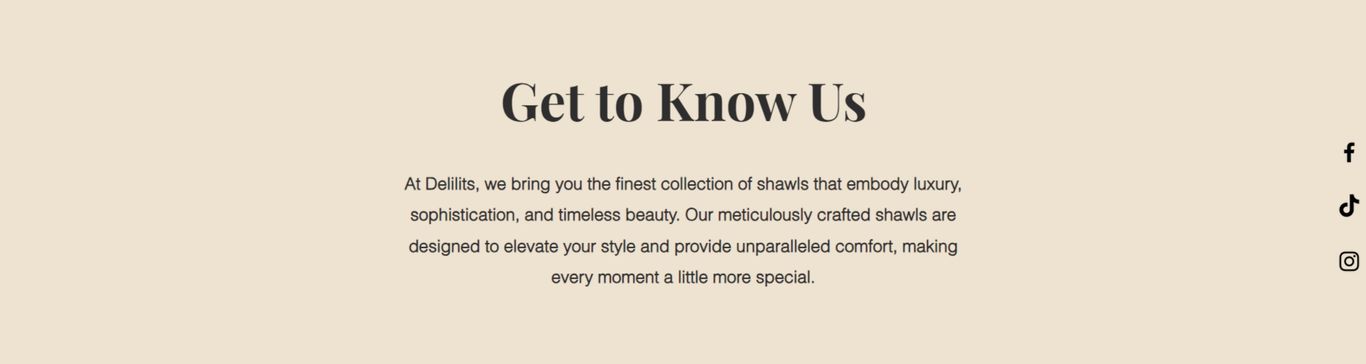 Get to Know Us
At Delilits, we bring you the finest collection of shawls that embody luxury,
sophistication, and timeless beauty. Our meticulously crafted shawls are
designed to elevate your style and provide unparalleled comfort, making
every moment a little more special.